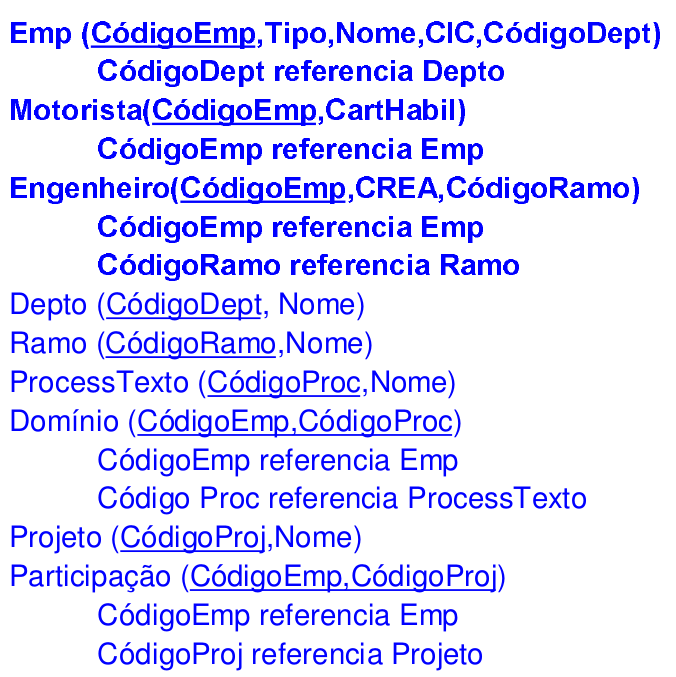 Emp (CódigoEmp,Tipo,Nome,CIC,CódigoDept)
CódigoDept referencia Depto
Motorista(CódigoEmp,CartHabil)
CódigoEmp referencia Emp
Engenheiro(CódigoEmp,CREA,CódigoRamo)
CódigoEmp referencia Emp
CódigoRamo referencia Ramo
Depto (CódigoDept, Nome)
Ramo (CódigoRamo,Nome)
ProcessTexto (CódigoProc,Nome)
Domínio (CódigoEmp,CódigoProc)
CódigoEmp referencia Emp
Código Proc referencia ProcessTexto
Projeto (CódigoProj,Nome)
Participação (CódigoEmp,CódigoProj)
CódigoEmp referencia Emp
CódigoProj referencia Projeto